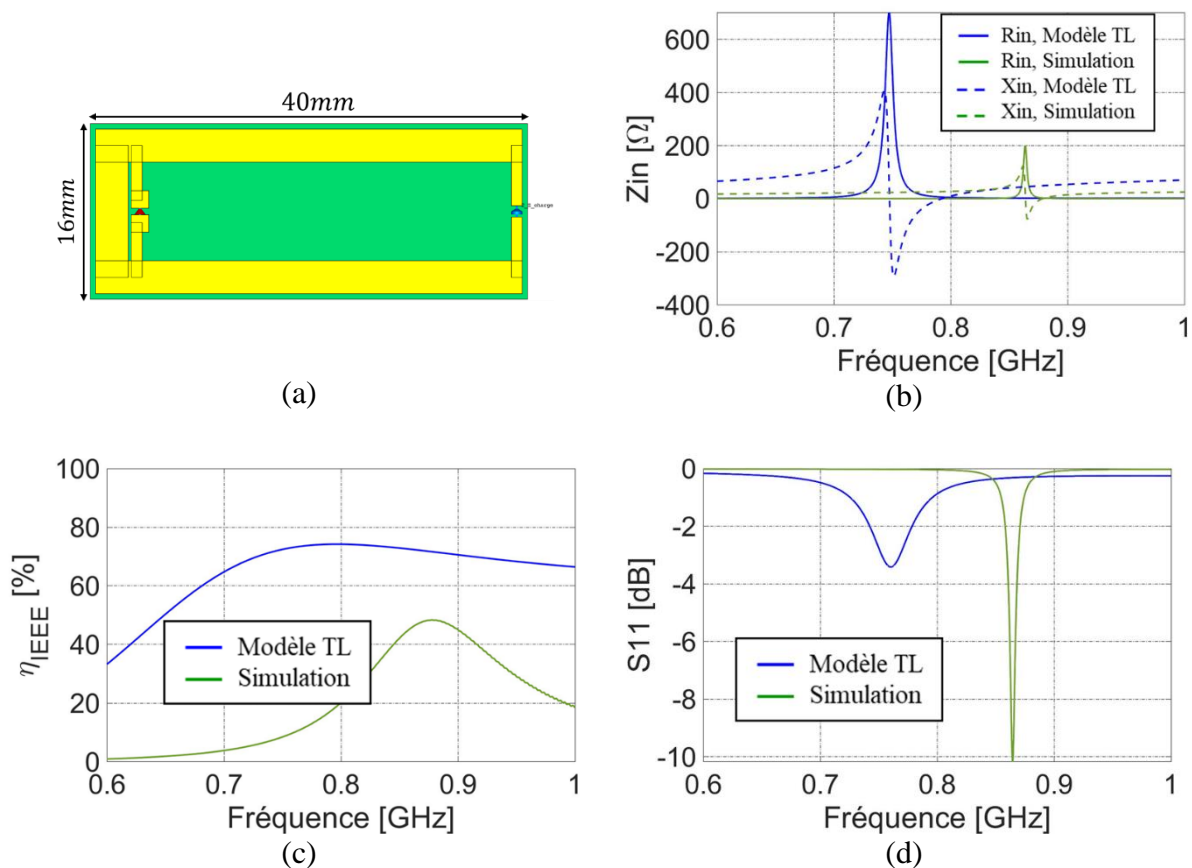 40mm
16mm
(a)
Zin [Ω]
600
400
200
0
-200
-400
Rin, Modèle TL
Rin, Simulation
Xin, Modèle TL
Xin, Simulation
0.6 0.7 0.8 0.9 1
Fréquence [GHz]
(b)
ηIEEE [%]
100
80
60
40
20
0
Modèle TL
Simulation
0.6 0.7 0.8 0.9 1
Fréquence [GHz]
(c)
S11 [dB]
0
-2
-4
-6
-8
-10
Modèle TL
Simulation
0.6 0.7 0.8 0.9 1
Fréquence [GHz]
(d)